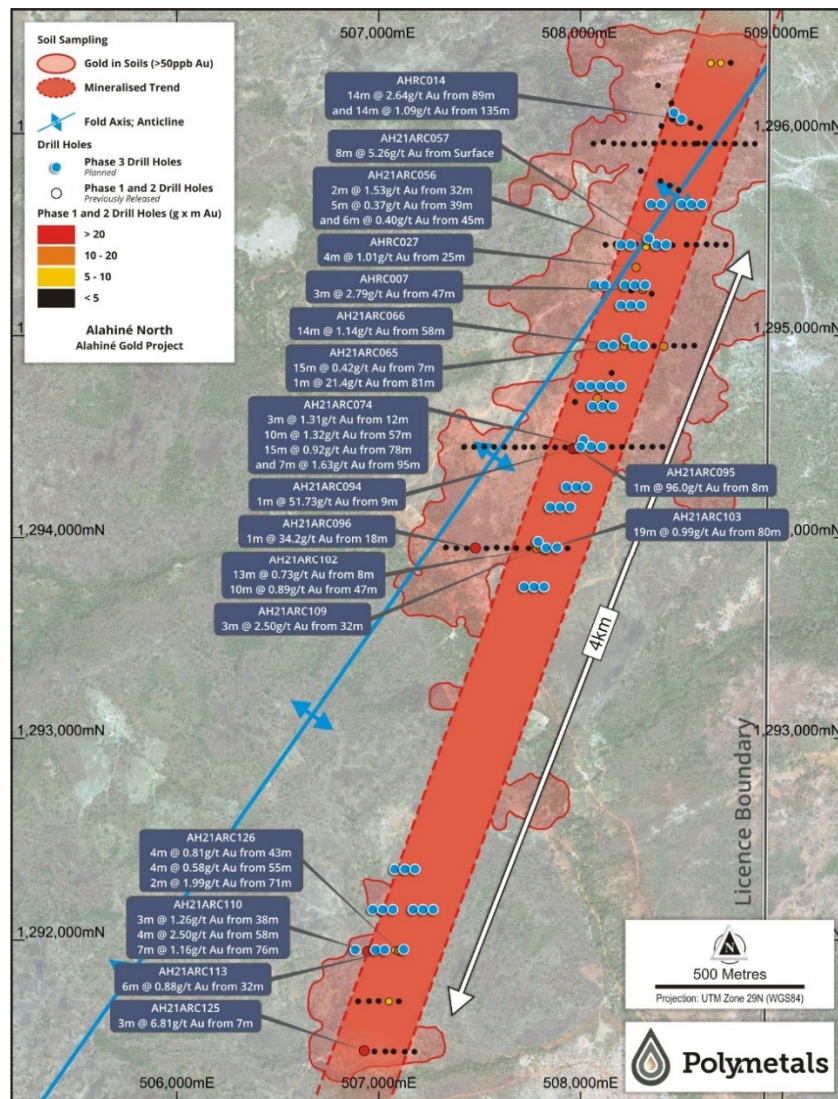 507,000mE
508,000mE
509,000mE
Soil Sampling
Gold in Soils (>50ppb Au)
Mineralised Trend
Fold Axis; Anticline
Drill Holes
Phase 3 Drill Holes
Planned
Phase 1 and 2 Drill Holes
Previously Released
Phase 1 and 2 Drill Holes (g x m Au)
> 20
10 - 20
5 - 10
< 5
Alahiné North
Alahiné Gold Project
AHRC014
14m @ 2.64g/t Au from 89m
and 14m @ 1.09g/t Au from 135m
1,296,000mN
AH21ARC057
8m @ 5.26g/t Au from Surface
AH21ARC056
2m @ 1.53g/t Au from 32m
5m @ 0.37g/t Au from 39m
and 6m @ 0.40g/t Au from 45m
AHRC027
4m @ 1.01g/t Au from 25m
AHRC007
3m @ 2.79g/t Au from 47m
AH21ARC066
14m @ 1.14g/t Au from 58m
1,295,000mN
AH21ARC065
15m @ 0.42g/t Au from 7m
1m @ 21.4g/t Au from 81m
AH21ARC074
3m @ 1.31g/t Au from 12m
10m @ 1.32g/t Au from 57m
15m @ 0.92g/t Au from 78m
and 7m @ 1.63g/t Au from 95m
AH21ARC095
1m @ 96.0g/t Au from 8m
AH21ARC094
1m @ 51.73g/t Au from 9m
AH21ARC096
1m @ 34.2g/t Au from 18m
AH21ARC103
19m @ 0.99g/t Au from 80m
1,294,000mN
,000mN
AH21ARC102
13m @ 0.73g/t Au from 8m
10m @ 0.89g/t Au from 47m
AH21ARC109
3m @ 2.50g/t Au from 32m
4km
1,293,000mN
1,293,000mN
Licence Boundary
AH21ARC126
4m @ 0.81g/t Au from 43m
4m @ 0.58g/t Au from 55m
2m @ 1.99g/t Au from 71m
AH21ARC110
3m @ 1.26g/t Au from 38m
4m @ 2.50g/t Au from 58m
7m @ 1.16g/t Au from 76m
1,292,000mN
AH21ARC113
6m @ 0.88g/t Au from 32m
AH21ARC125
3m @ 6.81g/t Au from 7m
N
500 Metres
Projection: UTM Zone 29N (WGS84)
Polymetals
506,000mE
507,000mE
508,000mE